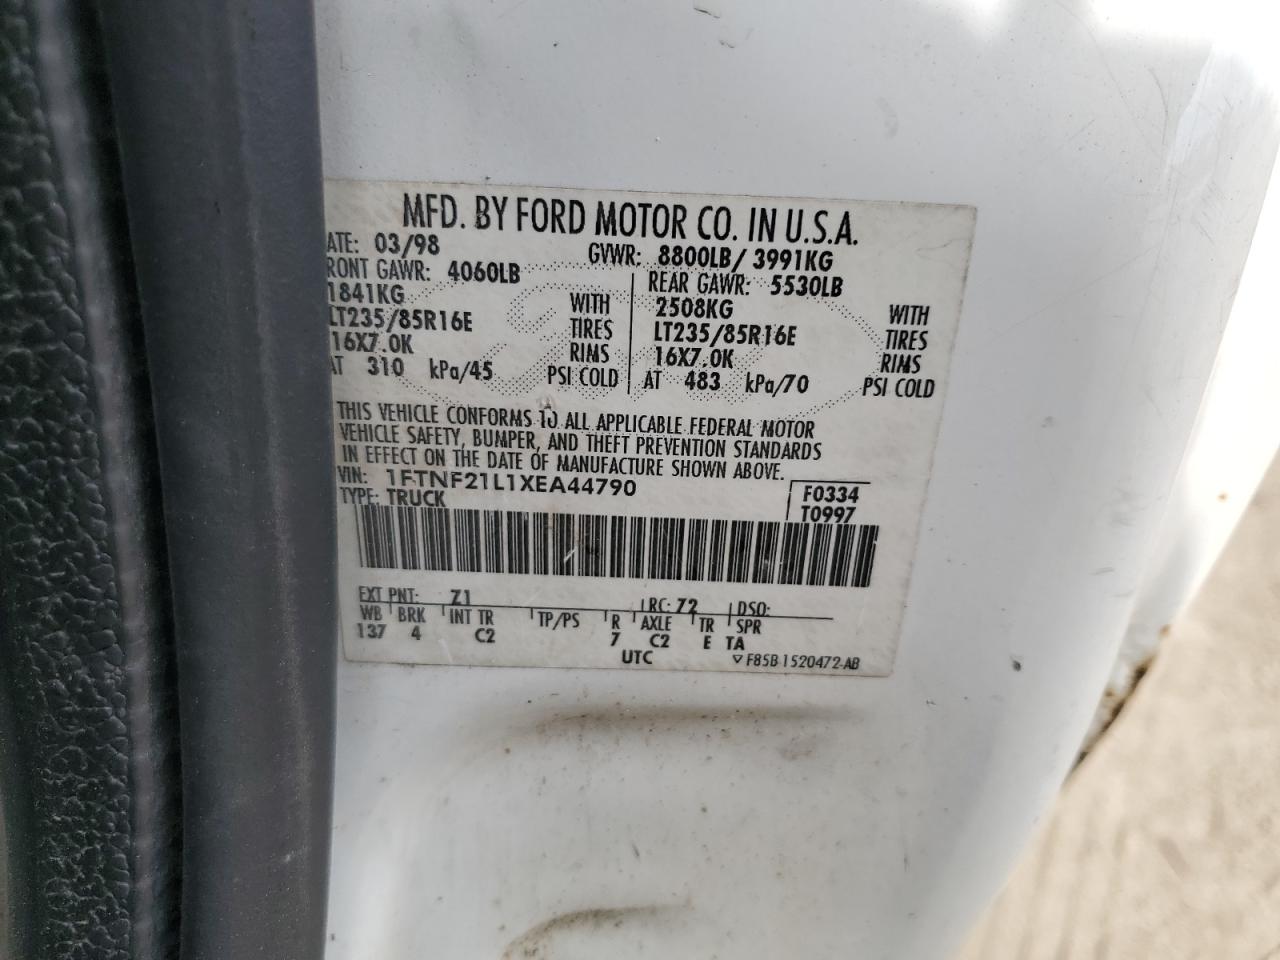 MFD. BY FORD MOTOR CO. IN U.S.A.
ATE: 03/98 GVWR: 8800LB/ 3991KG
RONT GAWR: 4060LB REAR GAWR: 5530LB
1841KG WITH 2508KG WITH
LT235/85R16E TIRES LT235/85R16E TIRES
16X7.0K RIMS 16X7.0K RIMS
AT 310 kPa/45 PSI COLD AT 483 kPa/70 PSI COLD
THIS VEHICLE CONFORMS TO ALL APPLICABLE FEDERAL MOTOR
VEHICLE SAFETY, BUMPER, AND THEFT PREVENTION STANDARDS
IN EFFECT ON THE DATE OF MANUFACTURE SHOWN ABOVE.
VIN: 1FTNF21L1XEA44790 F0334
TYPE: TRUCK T0997
EXT PNT: Z1 RC: 72 DSO:
WB BRK INT TR TP/PS R AXLE TR SPR
137 4 C2 7 C2 E TA
UTC F85B 1520472-AB